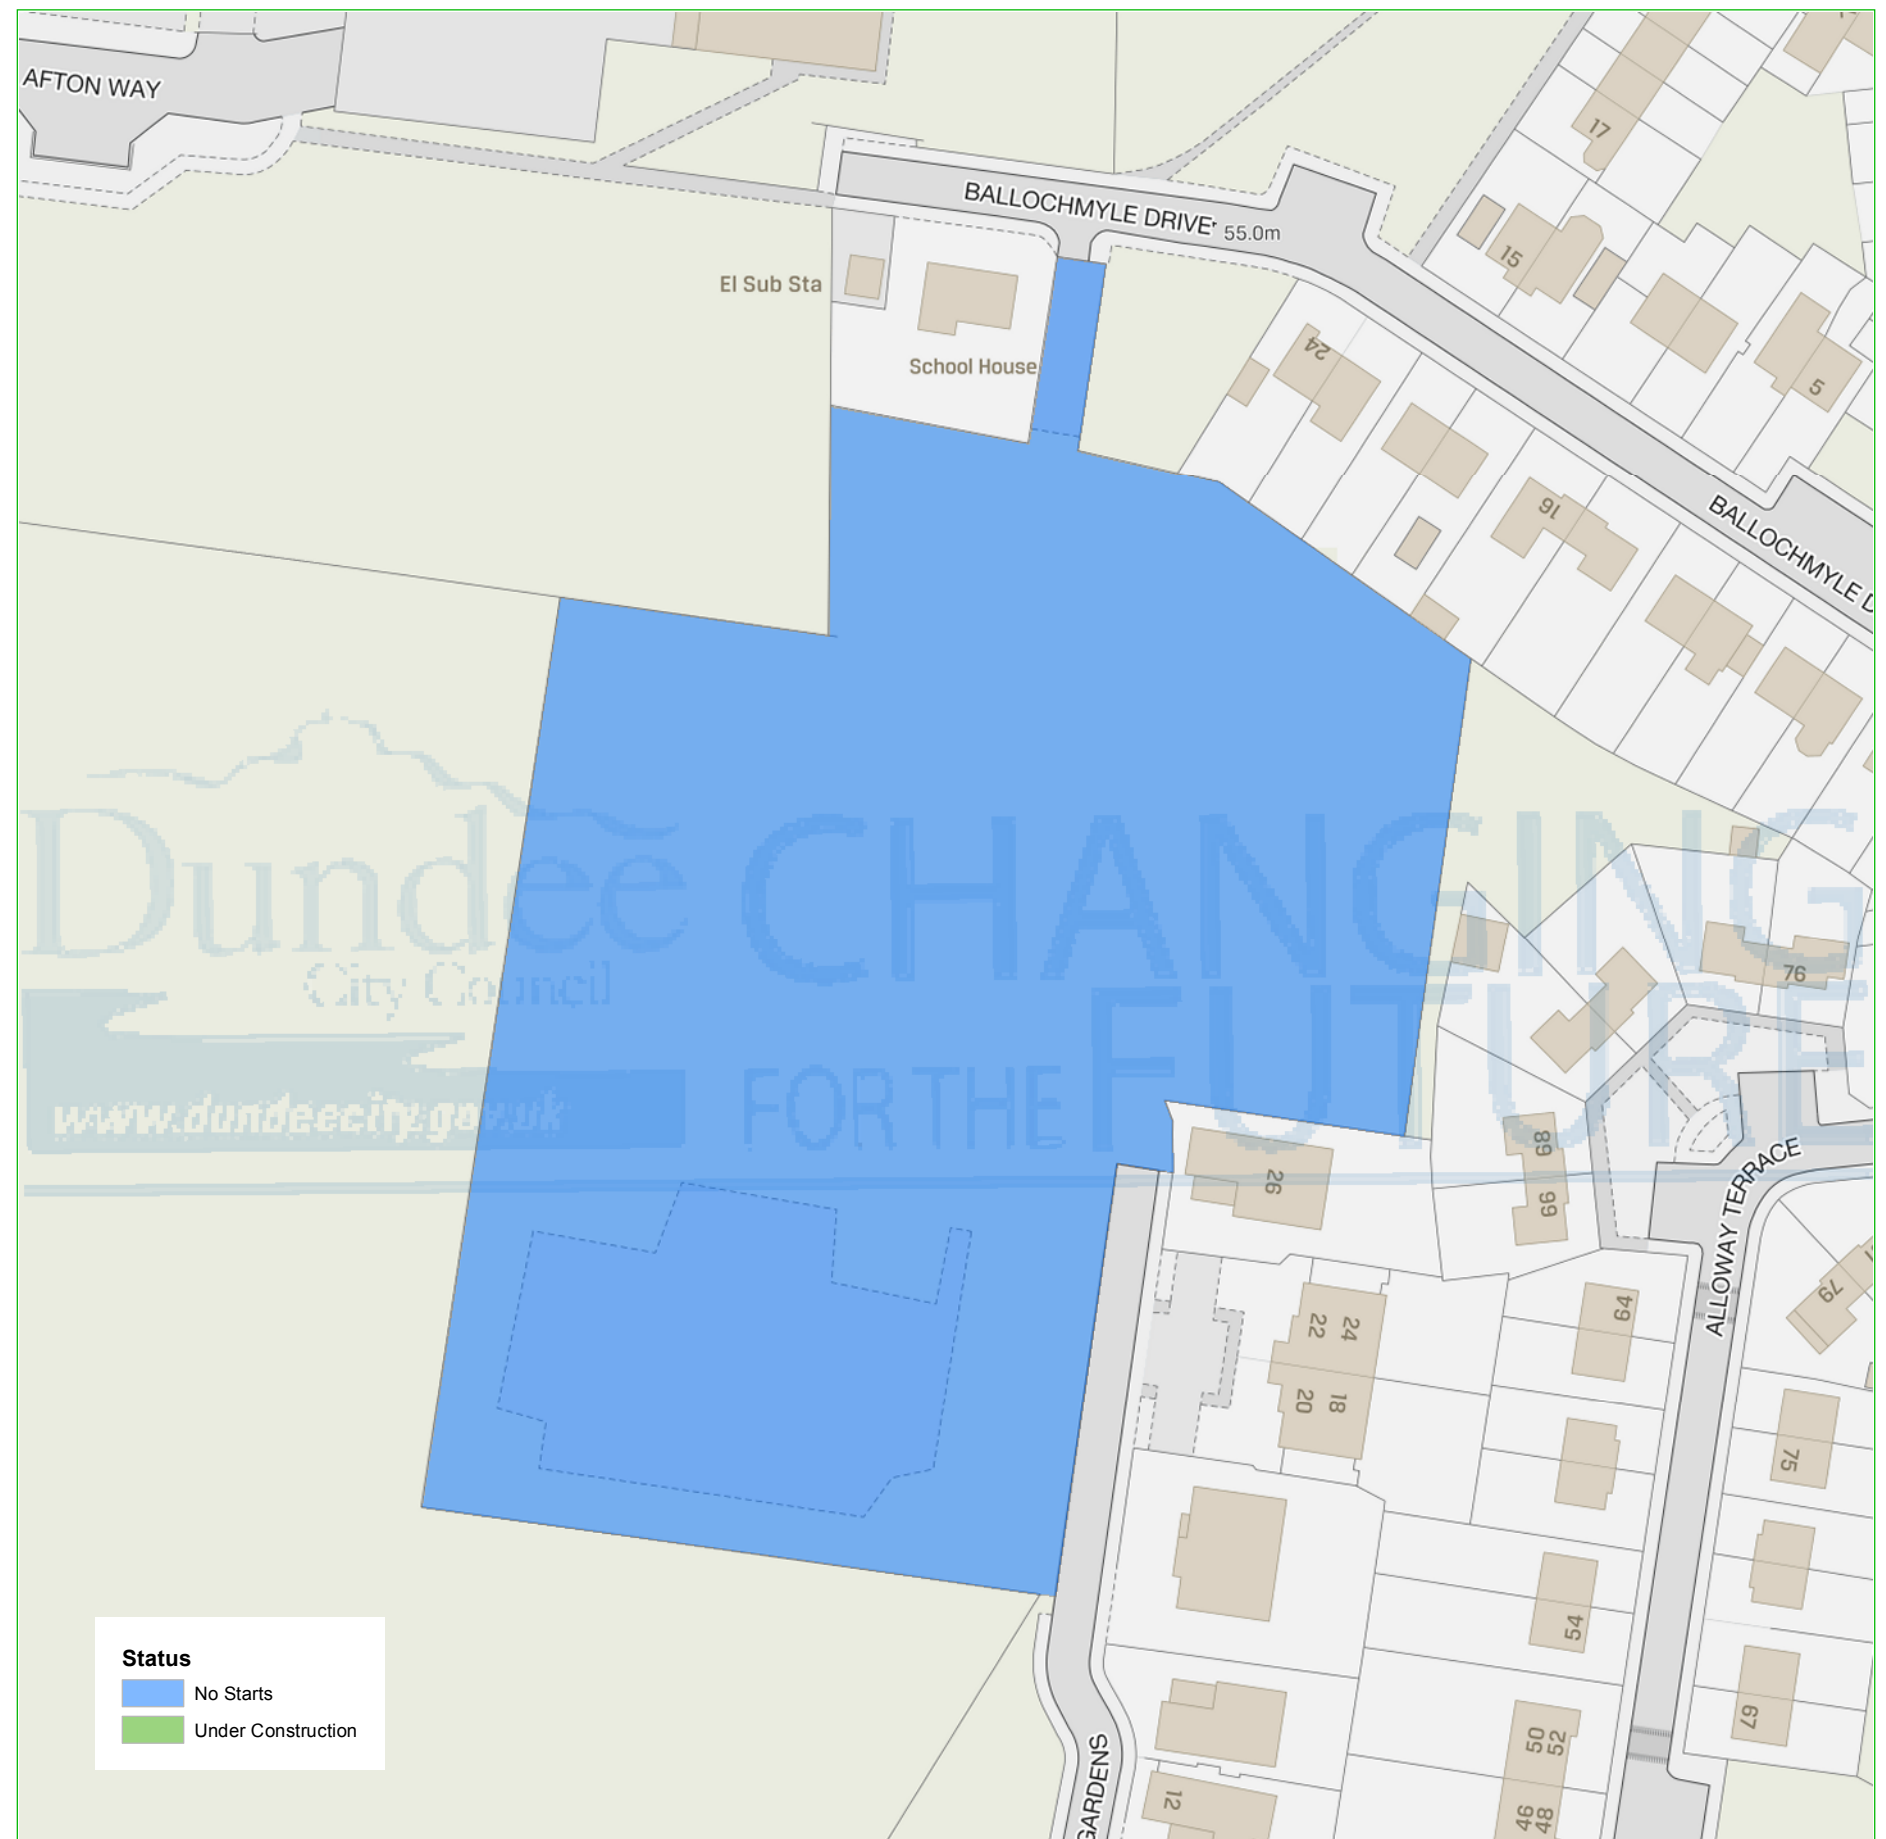 AFTON WAY
BALLOCHMYLE DRIVE
55.0m
17
15
5
El Sub Sta
School House
24
16
BALLOCHMYLE D
Dundee
City Council
www.dundeecity.gov.uk
CHANGING
FOR THE FUTURE
76
26
68
66
ALLOWAY TERRACE
79
64
22
24
20
18
75
54
67
50
52
46
48
12
GARDENS
Status
No Starts
Under Construction